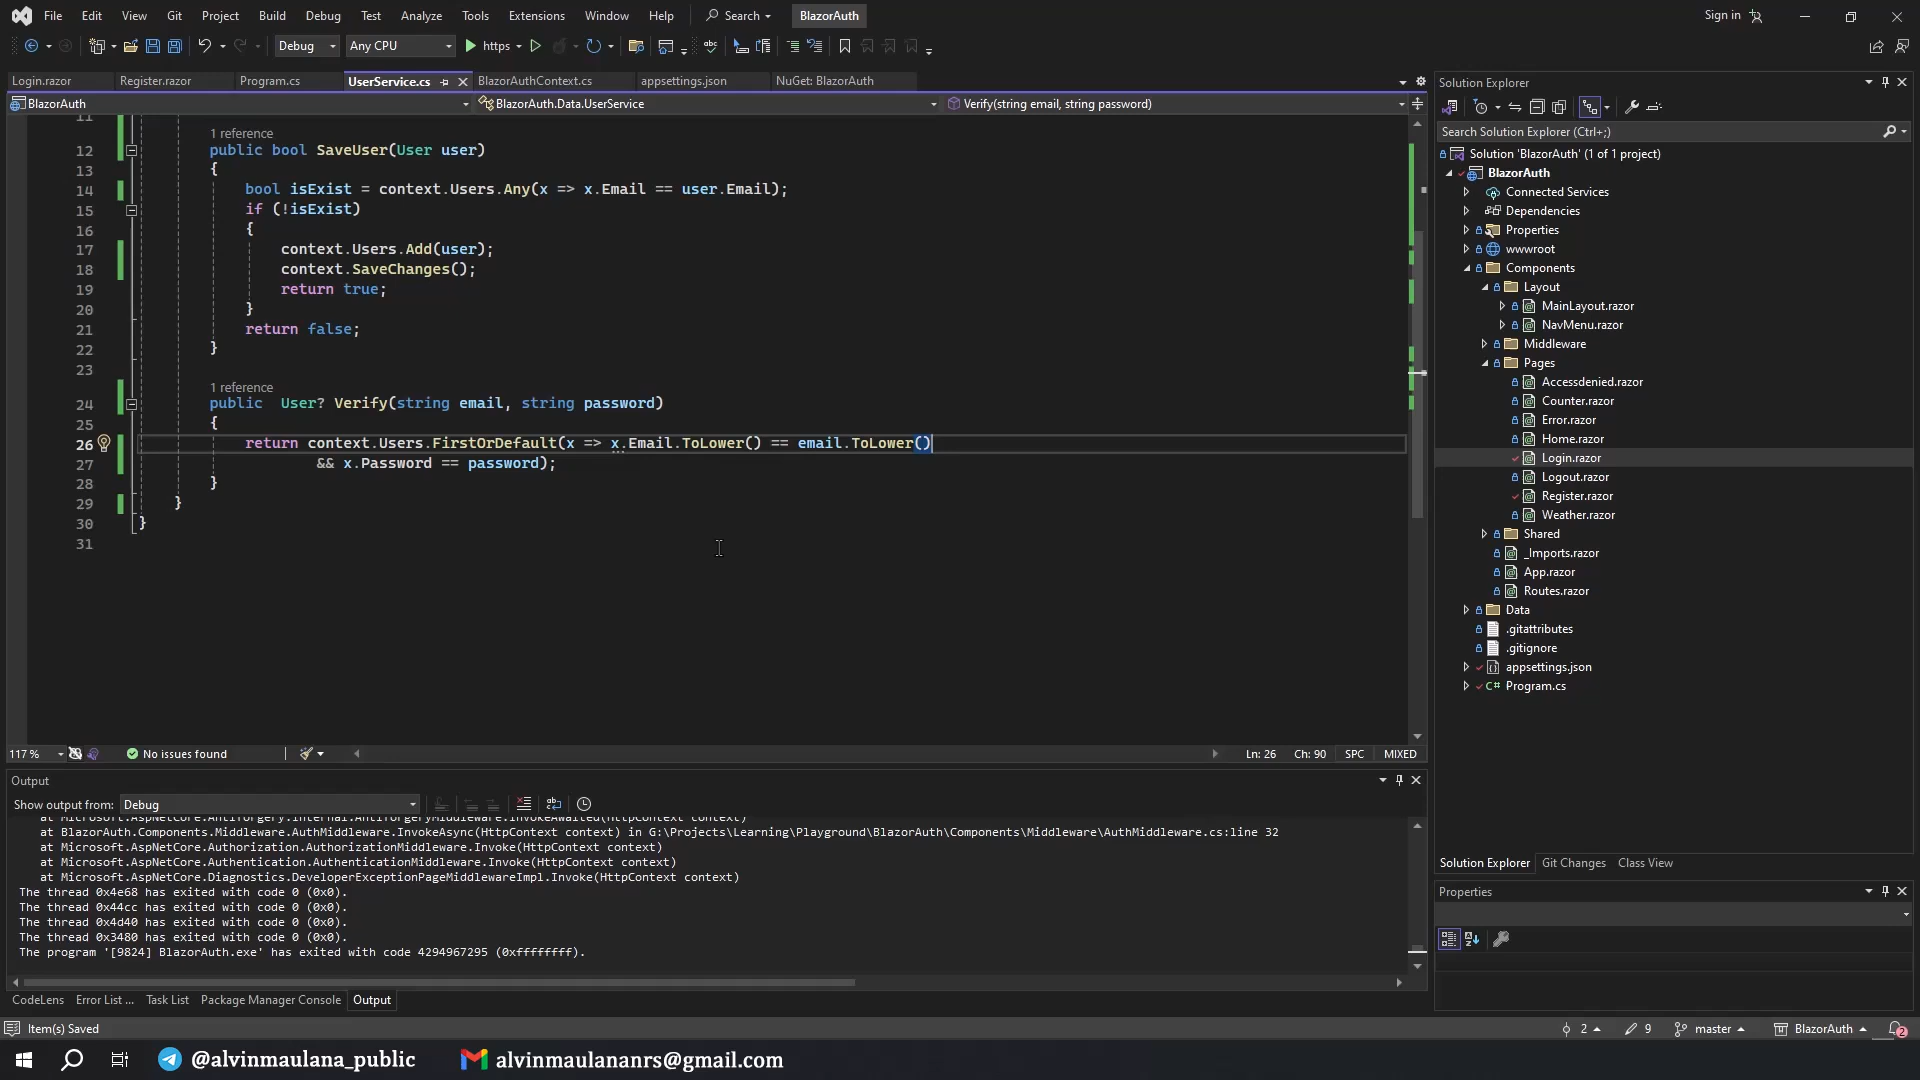 File Edit View Git Project Build Debug Test Analyze Tools Extensions Window Help Search BlazorAuth Sign in
Debug Any CPU https
Login.razor Register.razor Program.cs UserService.cs BlazorAuthContext.cs appsettings.json NuGet: BlazorAuth
BlazorAuth BlazorAuth.Data.UserService Verify(string email, string password)
11
1 reference
12 public bool SaveUser(User user)
13 {
14 bool isExist = context.Users.Any(x => x.Email == user.Email);
15 if (!isExist)
16 {
17 context.Users.Add(user);
18 context.SaveChanges();
19 return true;
20 }
21 return false;
22 }
23
1 reference
24 public  User? Verify(string email, string password)
25 {
26 return context.Users.FirstOrDefault(x => x.Email.ToLower() == email.ToLower()
27 && x.Password == password);
28 }
29 }
30 }
31
117 % No issues found Ln: 26 Ch: 90 SPC MIXED
Output
Show output from: Debug
at Microsoft.AspNetCore.Antiforgery.Internal.AntiforgeryMiddleware.InvokeAwaited(HttpContext context)
at BlazorAuth.Components.Middleware.AuthMiddleware.InvokeAsync(HttpContext context) in G:\Projects\Learning\Playground\BlazorAuth\Components\Middleware\AuthMiddleware.cs:line 32
at Microsoft.AspNetCore.Authorization.AuthorizationMiddleware.Invoke(HttpContext context)
at Microsoft.AspNetCore.Authentication.AuthenticationMiddleware.Invoke(HttpContext context)
at Microsoft.AspNetCore.Diagnostics.DeveloperExceptionPageMiddlewareImpl.Invoke(HttpContext context)
The thread 0x4e68 has exited with code 0 (0x0).
The thread 0x44cc has exited with code 0 (0x0).
The thread 0x4d40 has exited with code 0 (0x0).
The thread 0x3480 has exited with code 0 (0x0).
The program '[9824] BlazorAuth.exe' has exited with code 4294967295 (0xffffffff).
CodeLens Error List ... Task List Package Manager Console Output
Solution Explorer
Search Solution Explorer (Ctrl+;)
Solution 'BlazorAuth' (1 of 1 project)
BlazorAuth
Connected Services
Dependencies
Properties
wwwroot
Components
Layout
MainLayout.razor
NavMenu.razor
Middleware
Pages
Accessdenied.razor
Counter.razor
Error.razor
Home.razor
Login.razor
Logout.razor
Register.razor
Weather.razor
Shared
_Imports.razor
App.razor
Routes.razor
Data
.gitattributes
.gitignore
appsettings.json
C# Program.cs
Solution Explorer Git Changes Class View
Properties
Item(s) Saved 2 9 master BlazorAuth 2
@alvinmaulana_public alvinmaulananrs@gmail.com